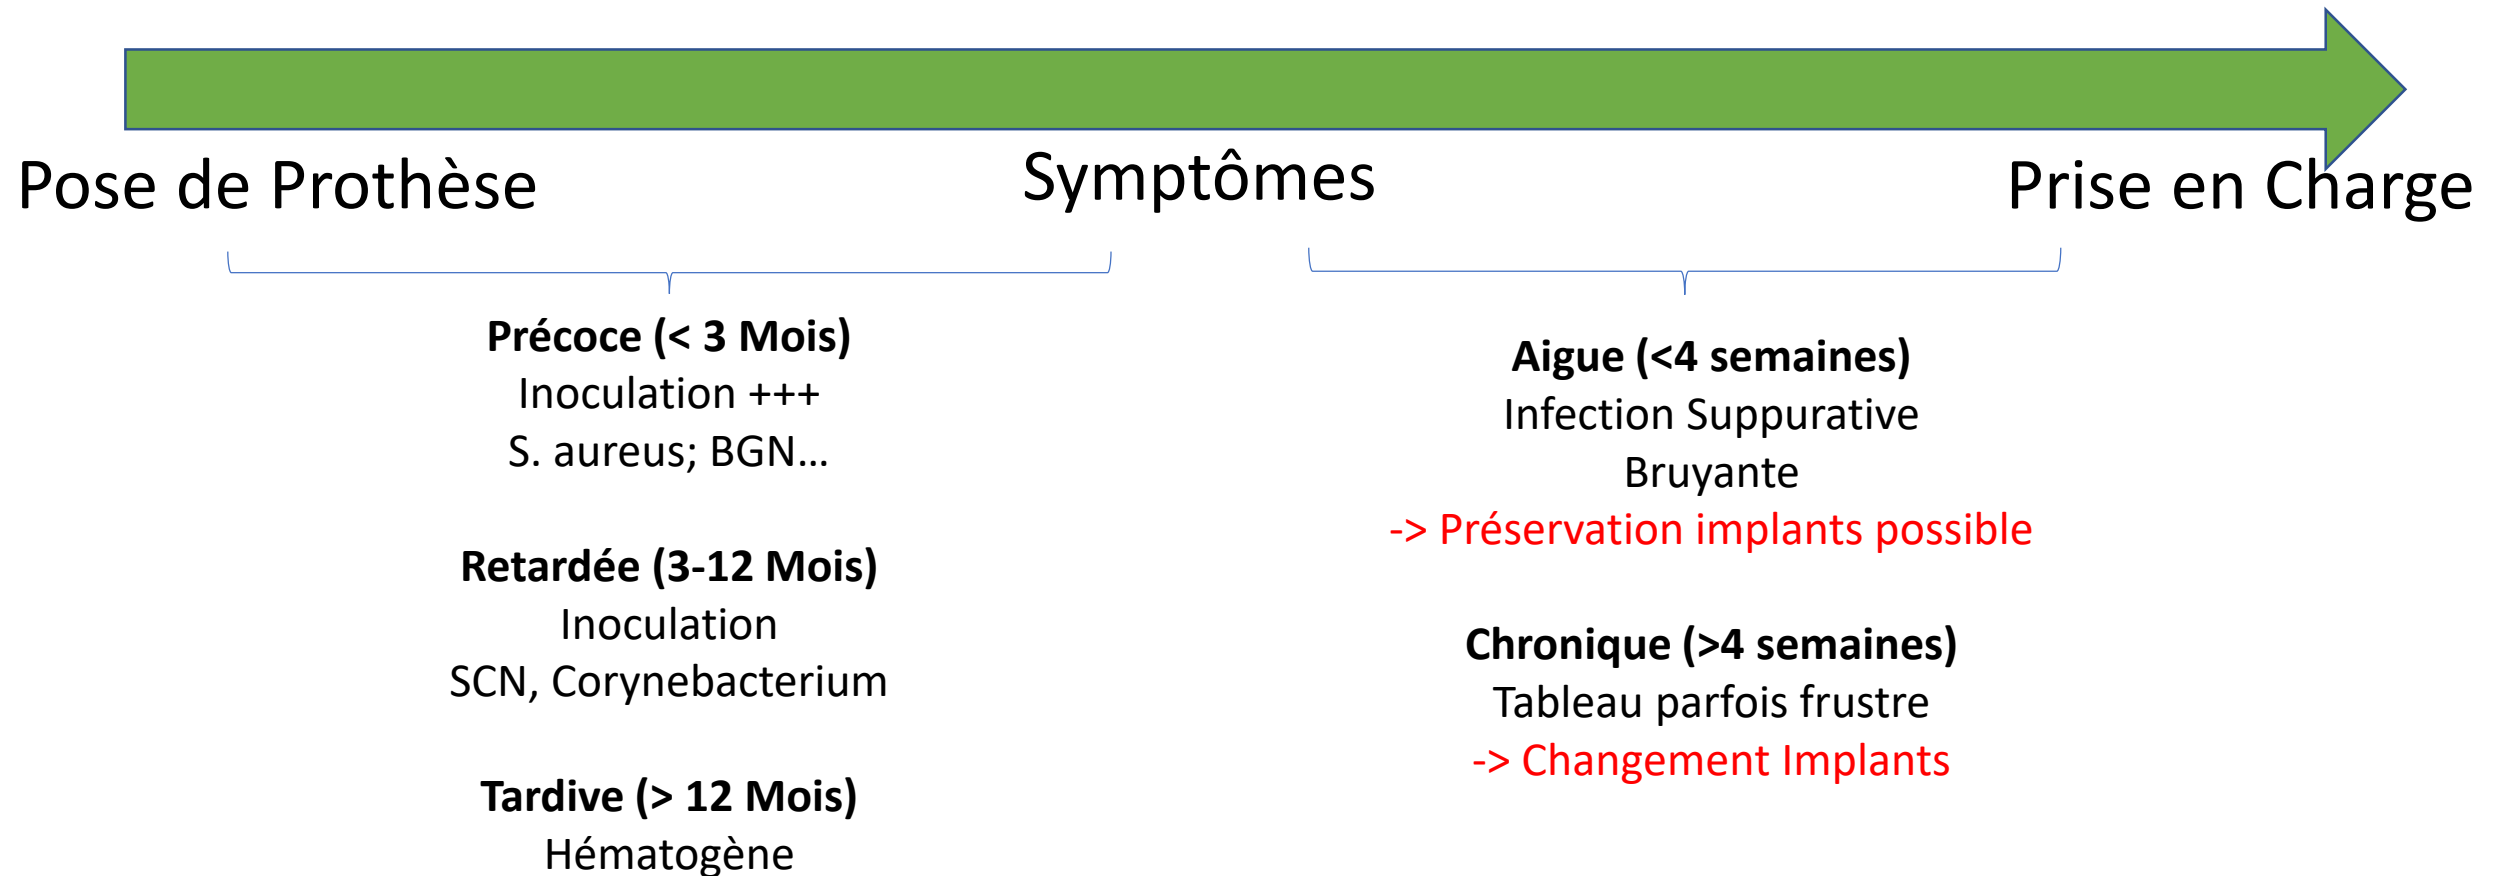 Pose de Prothèse
Symptômes
Prise en Charge
Précoce (< 3 Mois)
Inoculation +++
S. aureus; BGN...
Retardée (3-12 Mois)
Inoculation
SCN, Corynebacterium
Tardive (> 12 Mois)
Hématogène
Aigue (<4 semaines)
Infection Suppurative
Bruyante
-> Préservation implants possible
Chronique (>4 semaines)
Tableau parfois frustre
-> Changement Implants